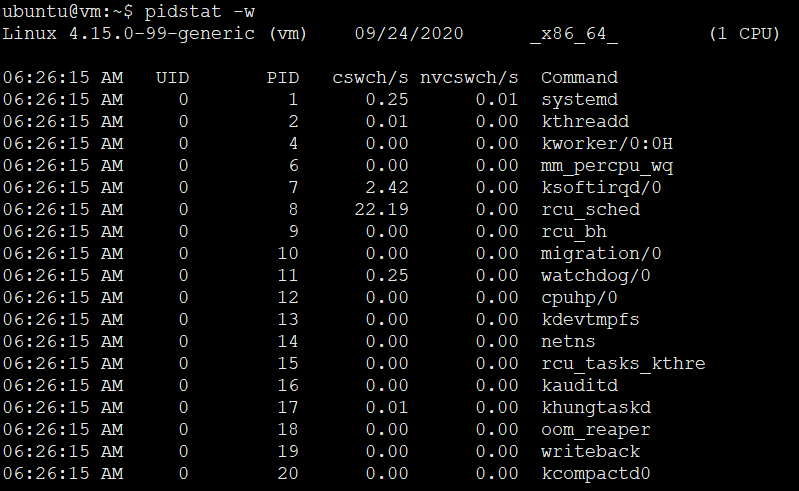 ubuntu@vm:~$ pidstat -w
Linux 4.15.0-99-generic (vm) 09/24/2020 _x86_64_ (1 CPU)
06:26:15 AM UID PID cswch/s nvcswch/s Command
06:26:15 AM 0 1 0.25 0.01 systemd
06:26:15 AM 0 2 0.01 0.00 kthreadd
06:26:15 AM 0 4 0.00 0.00 kworker/0:0H
06:26:15 AM 0 6 0.00 0.00 mm_percpu_wq
06:26:15 AM 0 7 2.42 0.00 ksoftirqd/0
06:26:15 AM 0 8 22.19 0.00 rcu_sched
06:26:15 AM 0 9 0.00 0.00 rcu_bh
06:26:15 AM 0 10 0.00 0.00 migration/0
06:26:15 AM 0 11 0.25 0.00 watchdog/0
06:26:15 AM 0 12 0.00 0.00 cpuhp/0
06:26:15 AM 0 13 0.00 0.00 kdevtmpfs
06:26:15 AM 0 14 0.00 0.00 netns
06:26:15 AM 0 15 0.00 0.00 rcu_tasks_kthre
06:26:15 AM 0 16 0.00 0.00 kauditd
06:26:15 AM 0 17 0.01 0.00 khungtaskd
06:26:15 AM 0 18 0.00 0.00 oom_reaper
06:26:15 AM 0 19 0.00 0.00 writeback
06:26:15 AM 0 20 0.00 0.00 kcompactd0